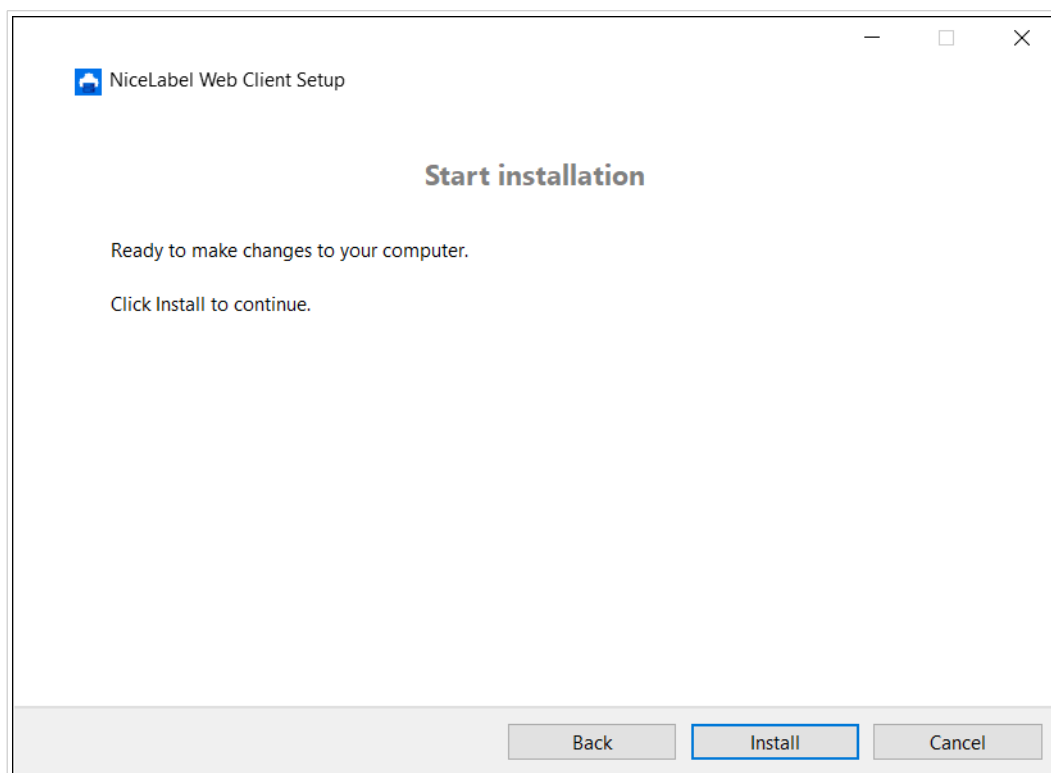 NiceLabel Web Client Setup
Start installation
Ready to make changes to your computer.
Click Install to continue.
Back
Install
Cancel